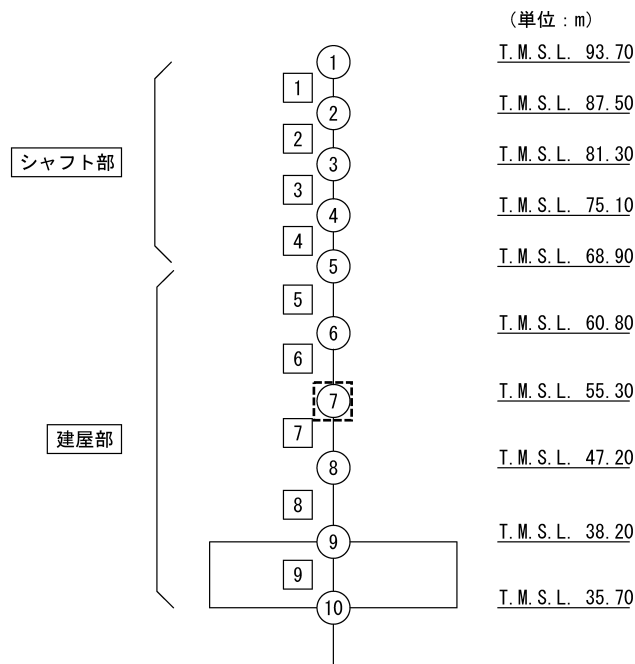 (単位：m)
① T.M.S.L. 93.70
1
② T.M.S.L. 87.50
2
シャフト部 ③ T.M.S.L. 81.30
3
④ T.M.S.L. 75.10
4
⑤ T.M.S.L. 68.90
5
⑥ T.M.S.L. 60.80
6
⑦ T.M.S.L. 55.30
建屋部 7
⑧ T.M.S.L. 47.20
8
⑨ T.M.S.L. 38.20
9
⑩ T.M.S.L. 35.70